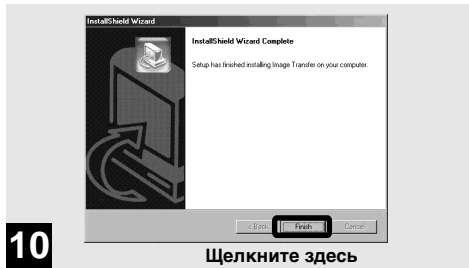 InstallShield Wizard
InstallShield Wizard Complete
Setup has finished installing Image Transfer on your computer.
< Back Finish Cancel
10
Щелкните здесь